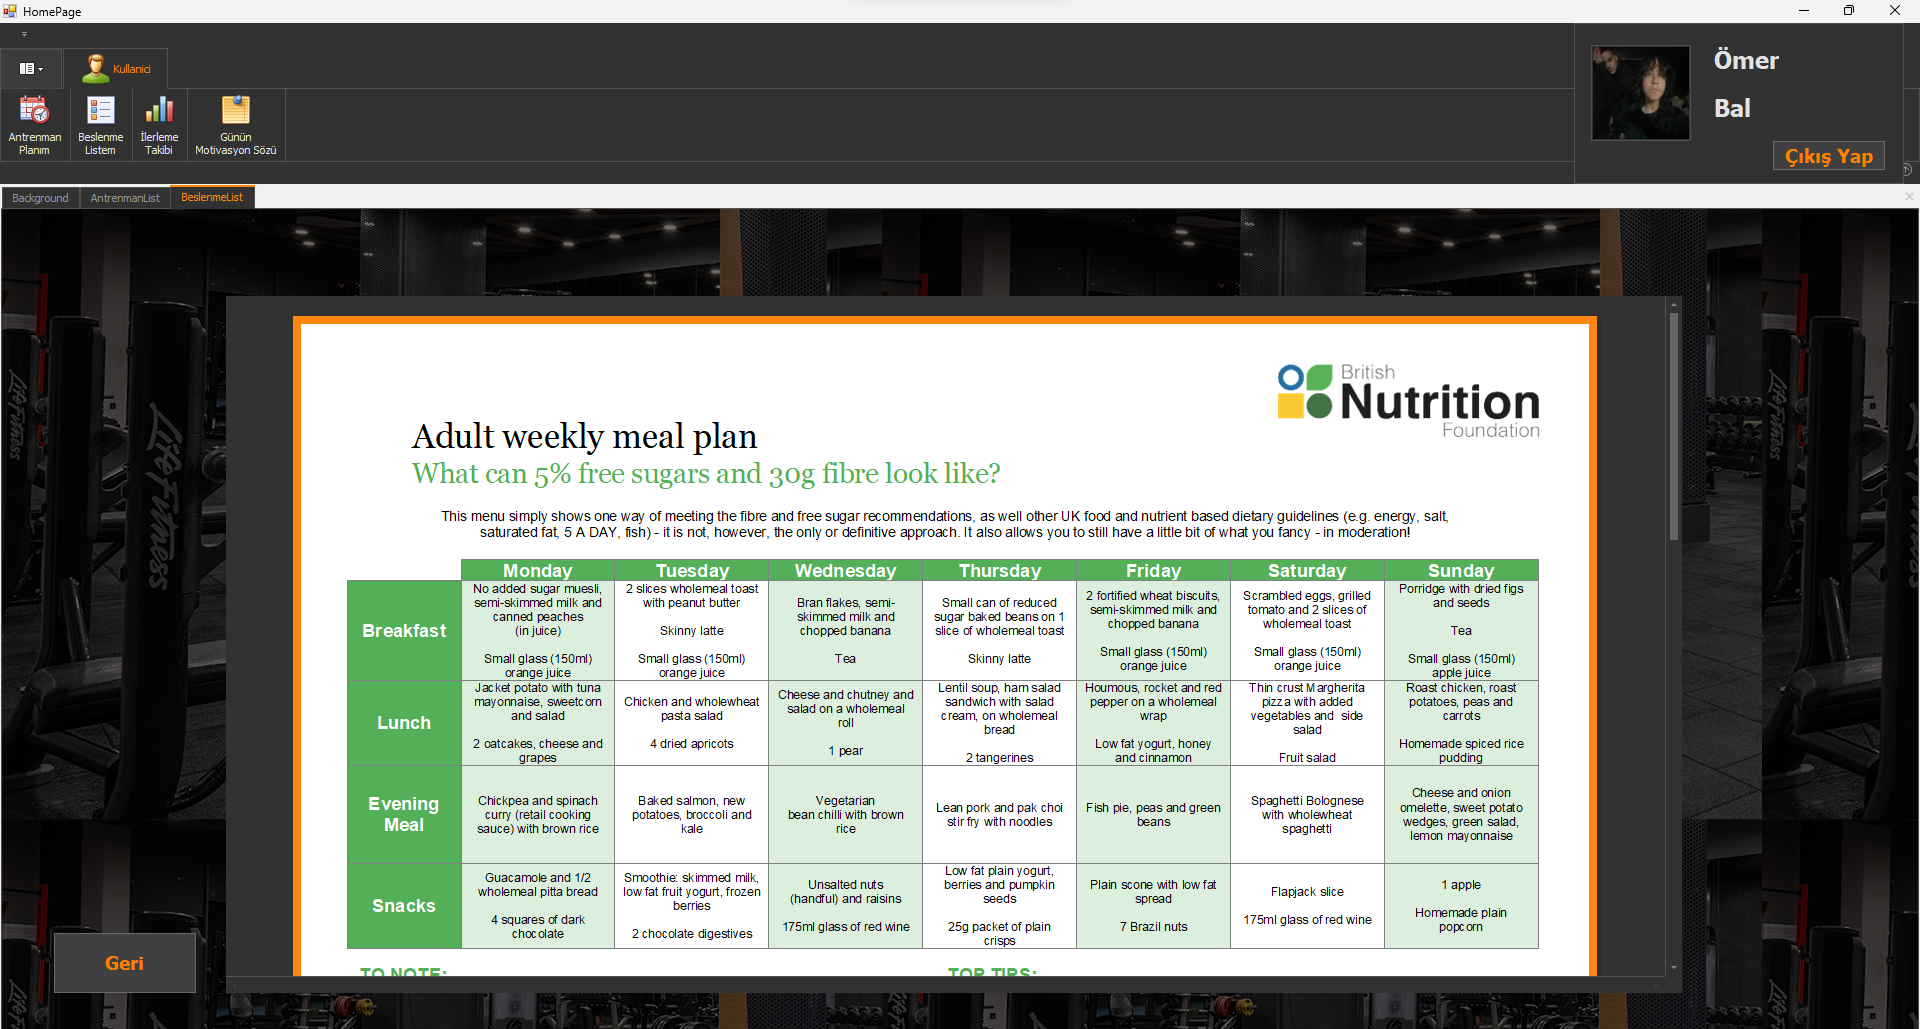 HomePage
Kullanici
Antrenman
Planım
Beslenme
Listem
İlerleme
Takibi
Günün
Motivasyon Sözü
Ömer
Bal
Çıkış Yap
Background
AntrenmanList
BeslenmeList
British
Nutrition
Foundation
Adult weekly meal plan
What can 5% free sugars and 30g fibre look like?
This menu simply shows one way of meeting the fibre and free sugar recommendations, as well other UK food and nutrient based dietary guidelines (e.g. energy, salt,
saturated fat, 5 A DAY, fish) - it is not, however, the only or definitive approach. It also allows you to still have a little bit of what you fancy - in moderation!
Monday
Tuesday
Wednesday
Thursday
Friday
Saturday
Sunday
Breakfast
No added sugar muesli,
semi-skimmed milk and
canned peaches
(in juice)
Small glass (150ml)
orange juice
2 slices wholemeal toast
with peanut butter
Skinny latte
Small glass (150ml)
orange juice
Bran flakes, semi-
skimmed milk and
chopped banana
Tea
Small can of reduced
sugar baked beans on 1
slice of wholemeal toast
Skinny latte
2 fortified wheat biscuits,
semi-skimmed milk and
chopped banana
Small glass (150ml)
orange juice
Scrambled eggs, grilled
tomato and 2 slices of
wholemeal toast
Small glass (150ml)
orange juice
Porridge with dried figs
and seeds
Tea
Small glass (150ml)
apple juice
Lunch
Jacket potato with tuna
mayonnaise, sweetcorn
and salad
2 oatcakes, cheese and
grapes
Chicken and wholewheat
pasta salad
4 dried apricots
Cheese and chutney and
salad on a wholemeal
roll
1 pear
Lentil soup, ham salad
sandwich with salad
cream, on wholemeal
bread
2 tangerines
Houmous, rocket and red
pepper on a wholemeal
wrap
Low fat yogurt, honey
and cinnamon
Thin crust Margherita
pizza with added
vegetables and side
salad
Fruit salad
Roast chicken, roast
potatoes, peas and
carrots
Homemade spiced rice
pudding
Evening
Meal
Chickpea and spinach
curry (retail cooking
sauce) with brown rice
Baked salmon, new
potatoes, broccoli and
kale
Vegetarian
bean chilli with brown
rice
Lean pork and pak choi
stir fry with noodles
Fish pie, peas and green
beans
Spaghetti Bolognese
with wholewheat
spaghetti
Cheese and onion
omelette, sweet potato
wedges, green salad,
lemon mayonnaise
Snacks
Guacamole and 1/2
wholemeal pitta bread
4 squares of dark
chocolate
Smoothie: skimmed milk,
low fat fruit yogurt, frozen
berries
2 chocolate digestives
Unsalted nuts
(handful) and raisins
175ml glass of red wine
Low fat plain yogurt,
berries and pumpkin
seeds
25g packet of plain
crisps
Plain scone with low fat
spread
7 Brazil nuts
Flapjack slice
175ml glass of red wine
1 apple
Homemade plain
popcorn
TO NOTE:
TOP TIPS:
Geri
Life Fitness
Life Fitness
Life Fitness